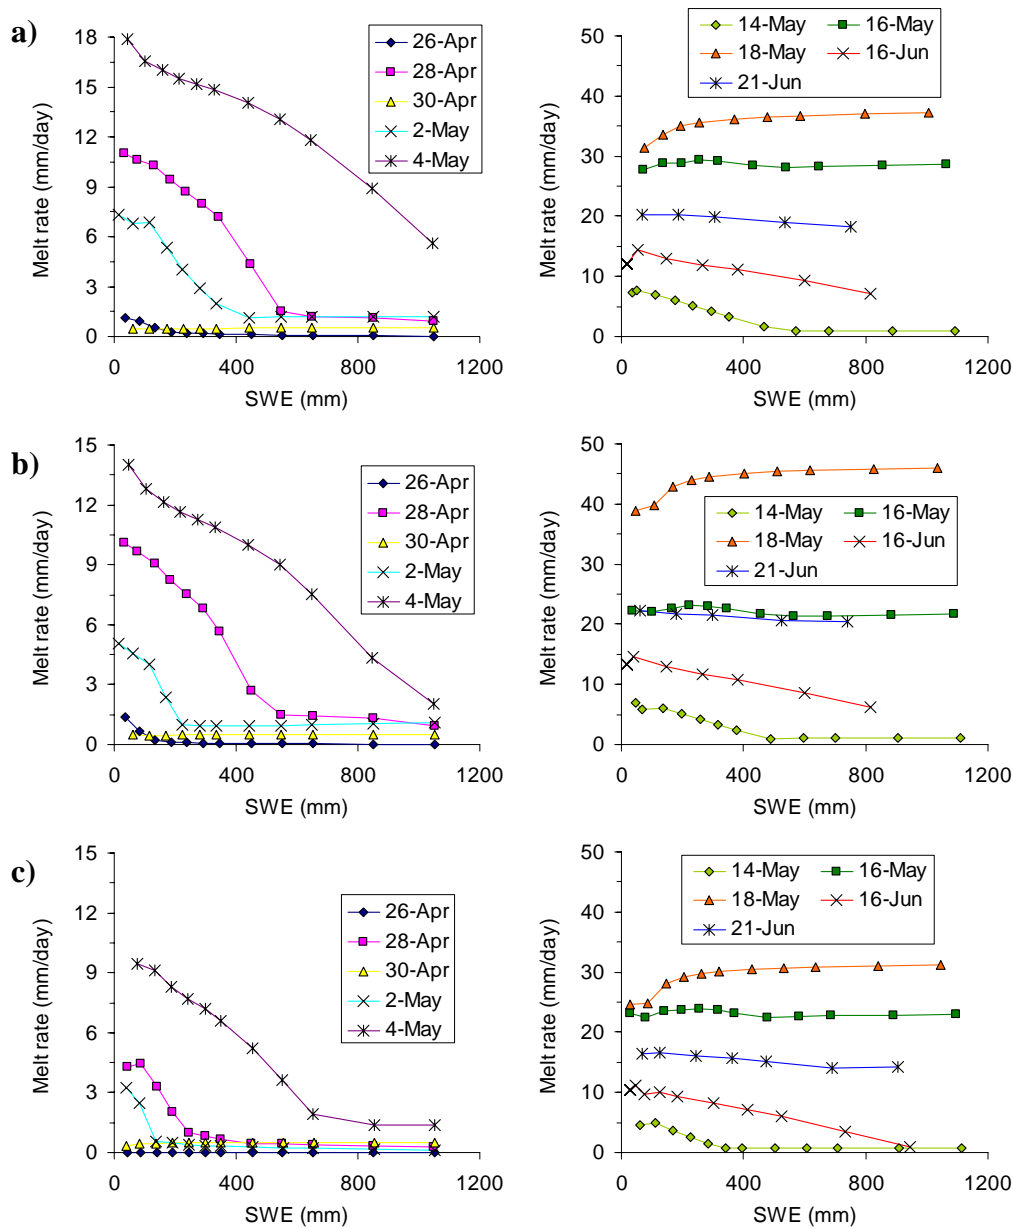 a)
Melt rate (mm/day)
18
15
12
9
6
3
0
0 400 800 1200
SWE (mm)
26-Apr
28-Apr
30-Apr
2-May
4-May
Melt rate (mm/day)
50
40
30
20
10
0
0 400 800 1200
SWE (mm)
14-May 16-May
18-May 16-Jun
21-Jun
b)
Melt rate (mm/day)
15
12
9
6
3
0
0 400 800 1200
SWE (mm)
26-Apr
28-Apr
30-Apr
2-May
4-May
Melt rate (mm/day)
50
40
30
20
10
0
0 400 800 1200
SWE (mm)
14-May 16-May
18-May 16-Jun
21-Jun
c)
Melt rate (mm/day)
15
12
9
6
3
0
0 400 800 1200
SWE (mm)
26-Apr
28-Apr
30-Apr
2-May
4-May
Melt rate (mm/day)
50
40
30
20
10
0
0 400 800 1200
SWE (mm)
14-May 16-May
18-May 16-Jun
21-Jun